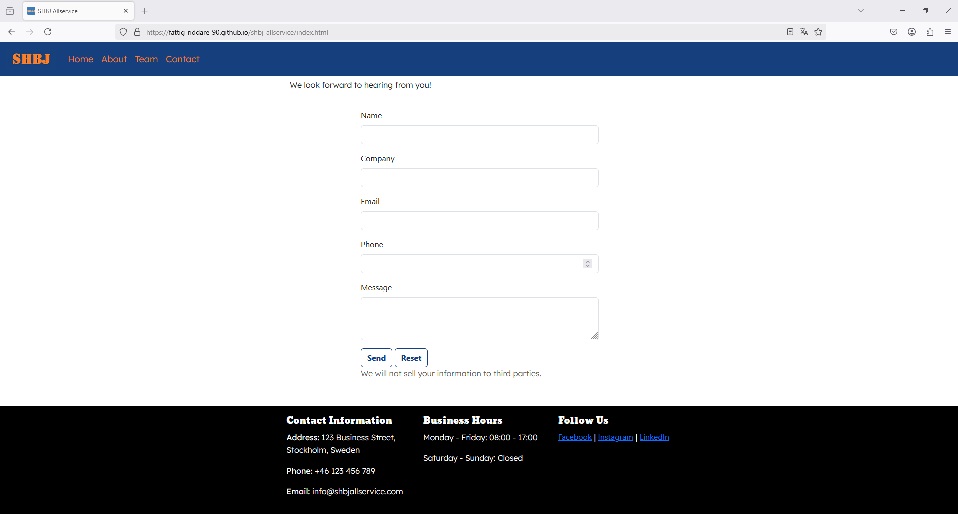 SHBJ Allservice
https://fattig-riddare-90.github.io/shbj-allservice/index.html
SHBJ Home About Team Contact
We look forward to hearing from you!
Name
Company
Email
Phone
Message
Send Reset
We will not sell your information to third parties.
Contact Information
Address: 123 Business Street,
Stockholm, Sweden
Phone: +46 123 456 789
Email: info@shbjallservice.com
Business Hours
Monday - Friday: 08:00 - 17:00
Saturday - Sunday: Closed
Follow Us
Facebook | Instagram | LinkedIn